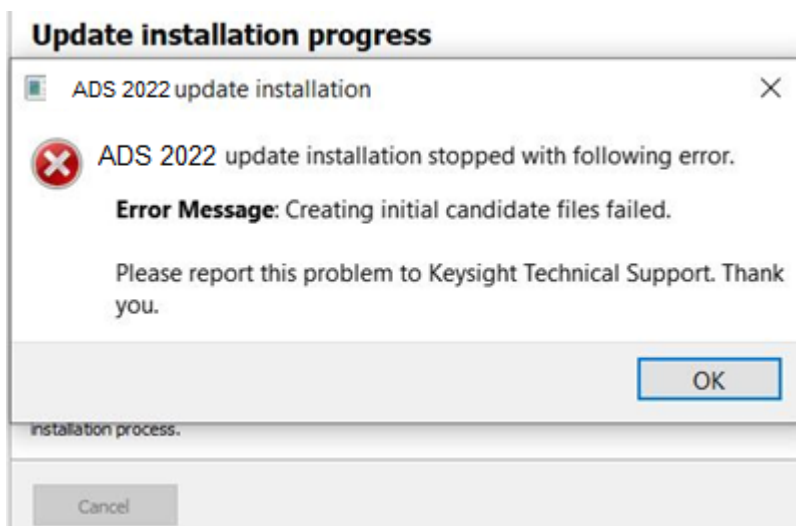 Update installation progress
ADS 2022 update installation
ADS 2022 update installation stopped with following error.
Error Message: Creating initial candidate files failed.
Please report this problem to Keysight Technical Support. Thank
you.
OK
installation process.
Cancel